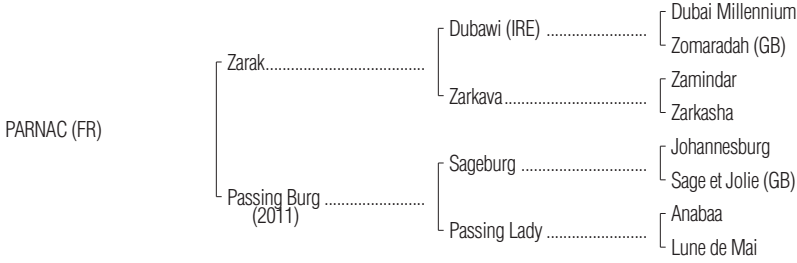 Dubai Millennium
Dubawi (IRE) ........................
Zomaradah (GB)
Zarak......................................
Zamindar
Zarkava..................................
Zarkasha
PARNAC (FR)
Johannesburg
Sageburg ..............................
Sage et Jolie (GB)
Passing Burg ........................
(2011)
Anabaa
Passing Lady ........................
Lune de Mai